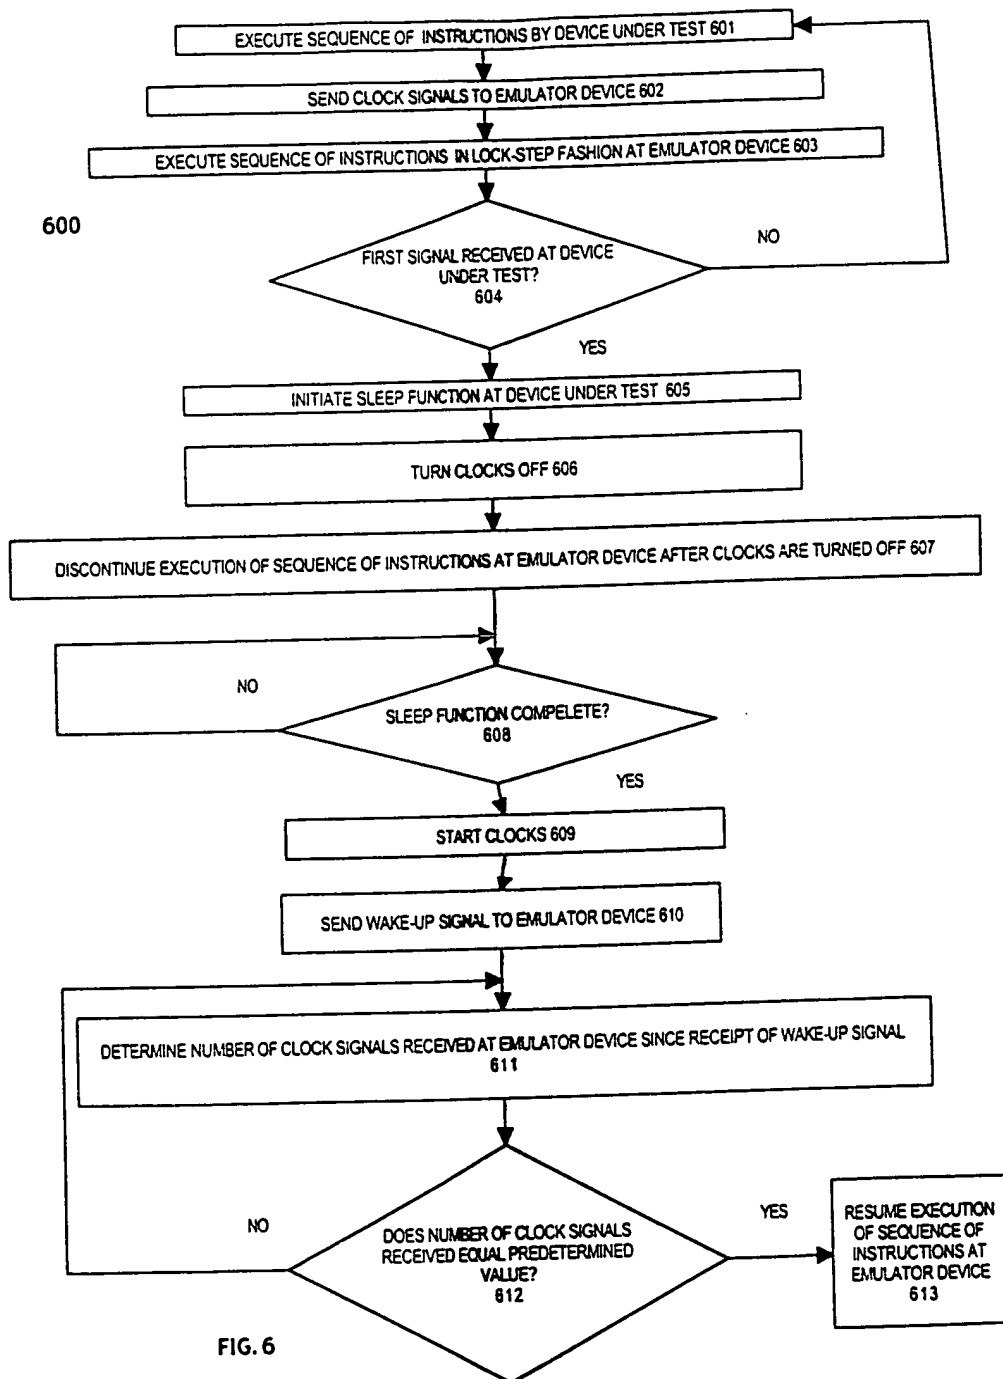 EXECUTE SEQUENCE OF INSTRUCTIONS BY DEVICE UNDER TEST 601
SEND CLOCK SIGNALS TO EMULATOR DEVICE 602
EXECUTE SEQUENCE OF INSTRUCTIONS IN LOCK-STEP FASHION AT EMULATOR DEVICE 603
600
NO
FIRST SIGNAL RECEIVED AT DEVICE
UNDER TEST?
604
YES
INITIATE SLEEP FUNCTION AT DEVICE UNDER TEST 605
TURN CLOCKS OFF 606
DISCONTINUE EXECUTION OF SEQUENCE OF INSTRUCTIONS AT EMULATOR DEVICE AFTER CLOCKS ARE TURNED OFF 607
NO
SLEEP FUNCTION COMPELETE?
608
YES
START CLOCKS 609
SEND WAKE-UP SIGNAL TO EMULATOR DEVICE 610
DETERMINE NUMBER OF CLOCK SIGNALS RECEIVED AT EMULATOR DEVICE SINCE RECEIPT OF WAKE-UP SIGNAL
611
NO
DOES NUMBER OF CLOCK SIGNALS
RECEIVED EQUAL PREDETERMINED
VALUE?
612
YES
RESUME EXECUTION
OF SEQUENCE OF
INSTRUCTIONS AT
EMULATOR DEVICE
613
FIG. 6